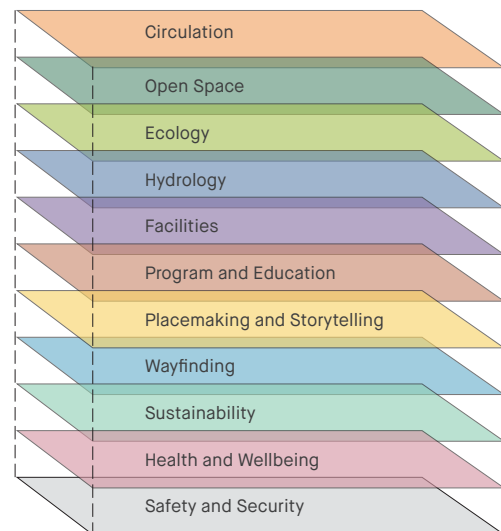 Circulation
Open Space
Ecology
Hydrology
Facilities
Program and Education
Placemaking and Storytelling
Wayfinding
Sustainability
Health and Wellbeing
Safety and Security